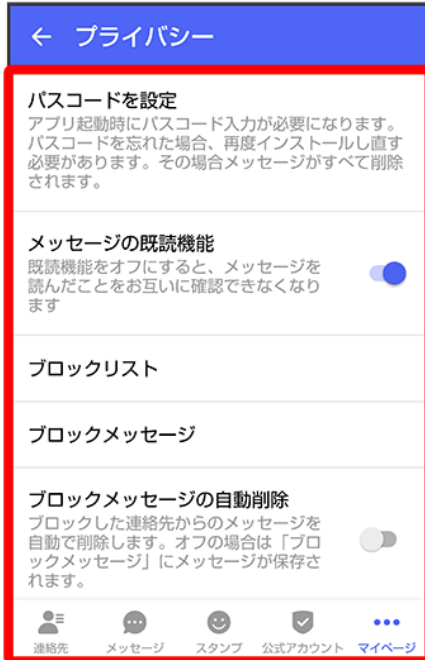 ← プライバシー
パスコードを設定
アプリ起動時にパスコード入力が必要になります。
パスコードを忘れた場合、再度インストールし直す
必要があります。その場合メッセージがすべて削除
されます。
メッセージの既読機能
既読機能をオフにすると、メッセージを
読んだことをお互いに確認できなくなり
ます
ブロックリスト
ブロックメッセージ
ブロックメッセージの自動削除
ブロックした連絡先からのメッセージを
自動で削除します。オフの場合は「ブロ
ックメッセージ」にメッセージが保存さ
れます。
連絡先 メッセージ スタンプ 公式アカウント マイページ